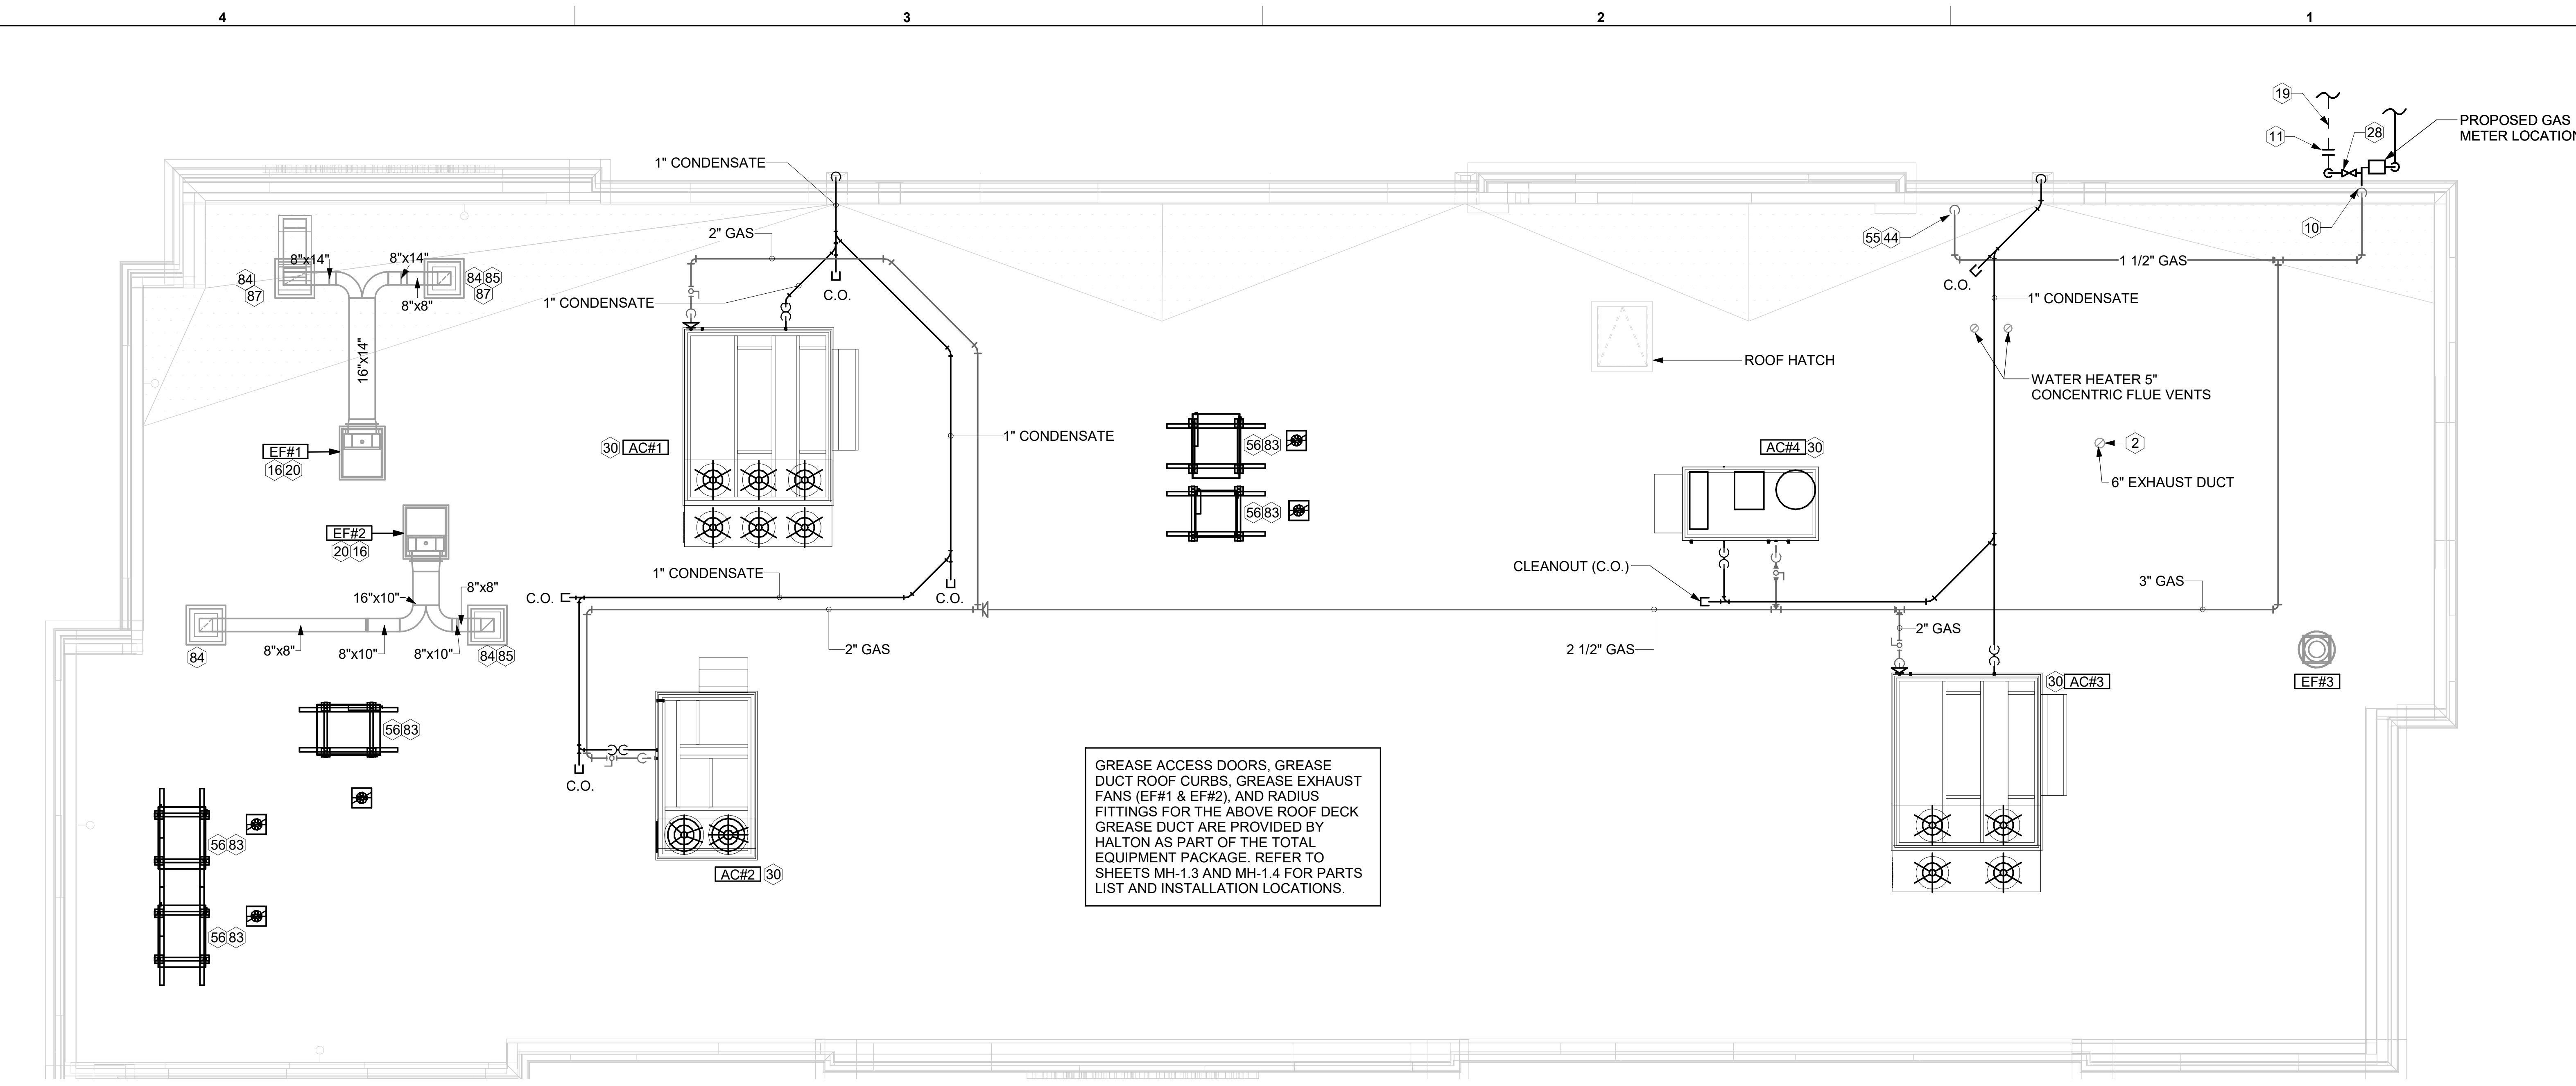 4
3
2
1
19
11
28
PROPOSED GAS
METER LOCATION
10
1" CONDENSATE
2" GAS
1" CONDENSATE
C.O.
8"x14"
8"x14"
84
87
84 85
87
8"x8"
16"x14"
EF#1
16 20
30 AC#1
1" CONDENSATE
55 44
1 1/2" GAS
C.O.
1" CONDENSATE
ROOF HATCH
WATER HEATER 5"
CONCENTRIC FLUE VENTS
2
6" EXHAUST DUCT
56 83
56 83
AC#4 30
EF#2
20 16
16"x10"
8"x8"
84
8"x8"
8"x10"
8"x10"
84 85
1" CONDENSATE
C.O.
C.O.
2" GAS
CLEANOUT (C.O.)
2 1/2" GAS
2" GAS
3" GAS
EF#3
30 AC#3
56 83
C.O.
56 83
56 83
AC#2 30
GREASE ACCESS DOORS, GREASE
DUCT ROOF CURBS, GREASE EXHAUST
FANS (EF#1 & EF#2), AND RADIUS
FITTINGS FOR THE ABOVE ROOF DECK
GREASE DUCT ARE PROVIDED BY
HALTON AS PART OF THE TOTAL
EQUIPMENT PACKAGE. REFER TO
SHEETS MH-1.3 AND MH-1.4 FOR PARTS
LIST AND INSTALLATION LOCATIONS.